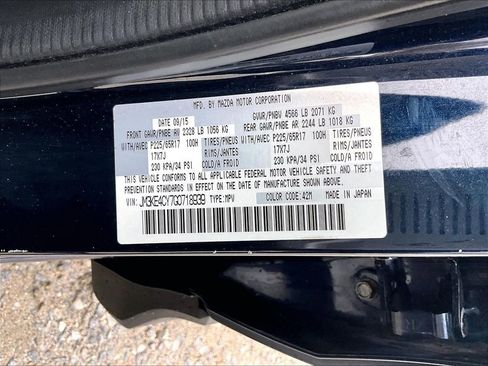 MFD. BY MAZDA MOTOR CORPORATION
DATE 09/15 GVWR/PNBV 4566 LB 2071 KG
FRONT GAWR/PNBE AV 2328 LB 1056 KG REAR GAWR/PNBE AR 2244 LB 1018 KG
WITH/AVEC P225/65R17 100H TIRES/PNEUS WITH/AVEC P225/65R17 100H TIRES/PNEUS
17X7J RIMS/JANTES 17X7J RIMS/JANTES
230 KPA/34 PSI COLD/A FROID 230 KPA/34 PSI COLD/A FROID
THIS VEHICLE CONFORMS TO ALL APPLICABLE FEDERAL MOTOR VEHICLE SAFETY, BUMPER, AND THEFT
PREVENTION STANDARDS IN EFFECT ON THE DATE OF MANUFACTURE SHOWN ABOVE.
VIN: JM3KE4CY7G0718939 TYPE:MPV COLOR CODE:42M MADE IN JAPAN